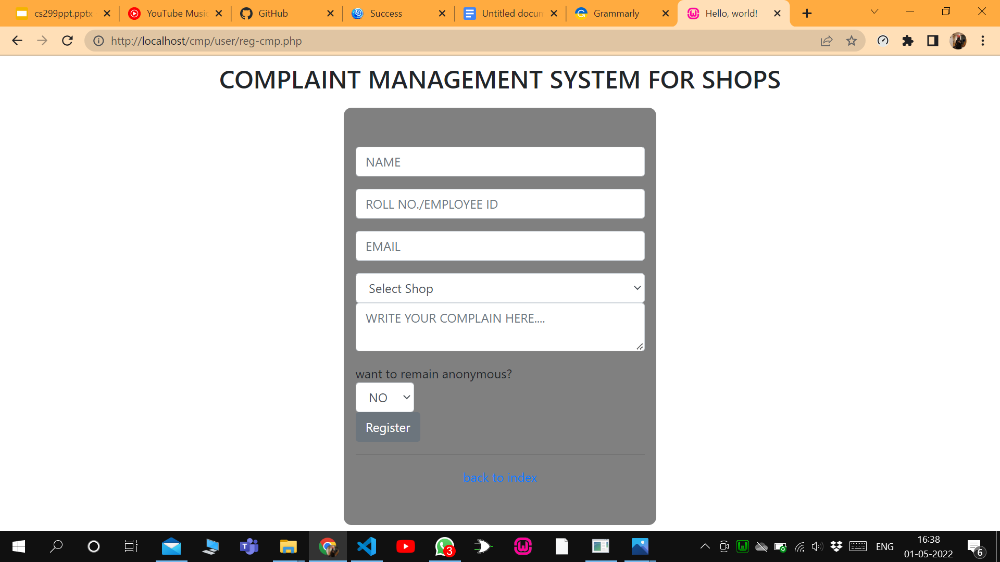 cs299ppt.pptx
YouTube Music
GitHub
Success
Untitled docum
Grammarly
Hello, world!
http://localhost/cmp/user/reg-cmp.php
COMPLAINT MANAGEMENT SYSTEM FOR SHOPS
NAME
ROLL NO./EMPLOYEE ID
EMAIL
Select Shop
WRITE YOUR COMPLAIN HERE....
want to remain anonymous?
NO
Register
back to index
3
ENG
16:38
01-05-2022
6